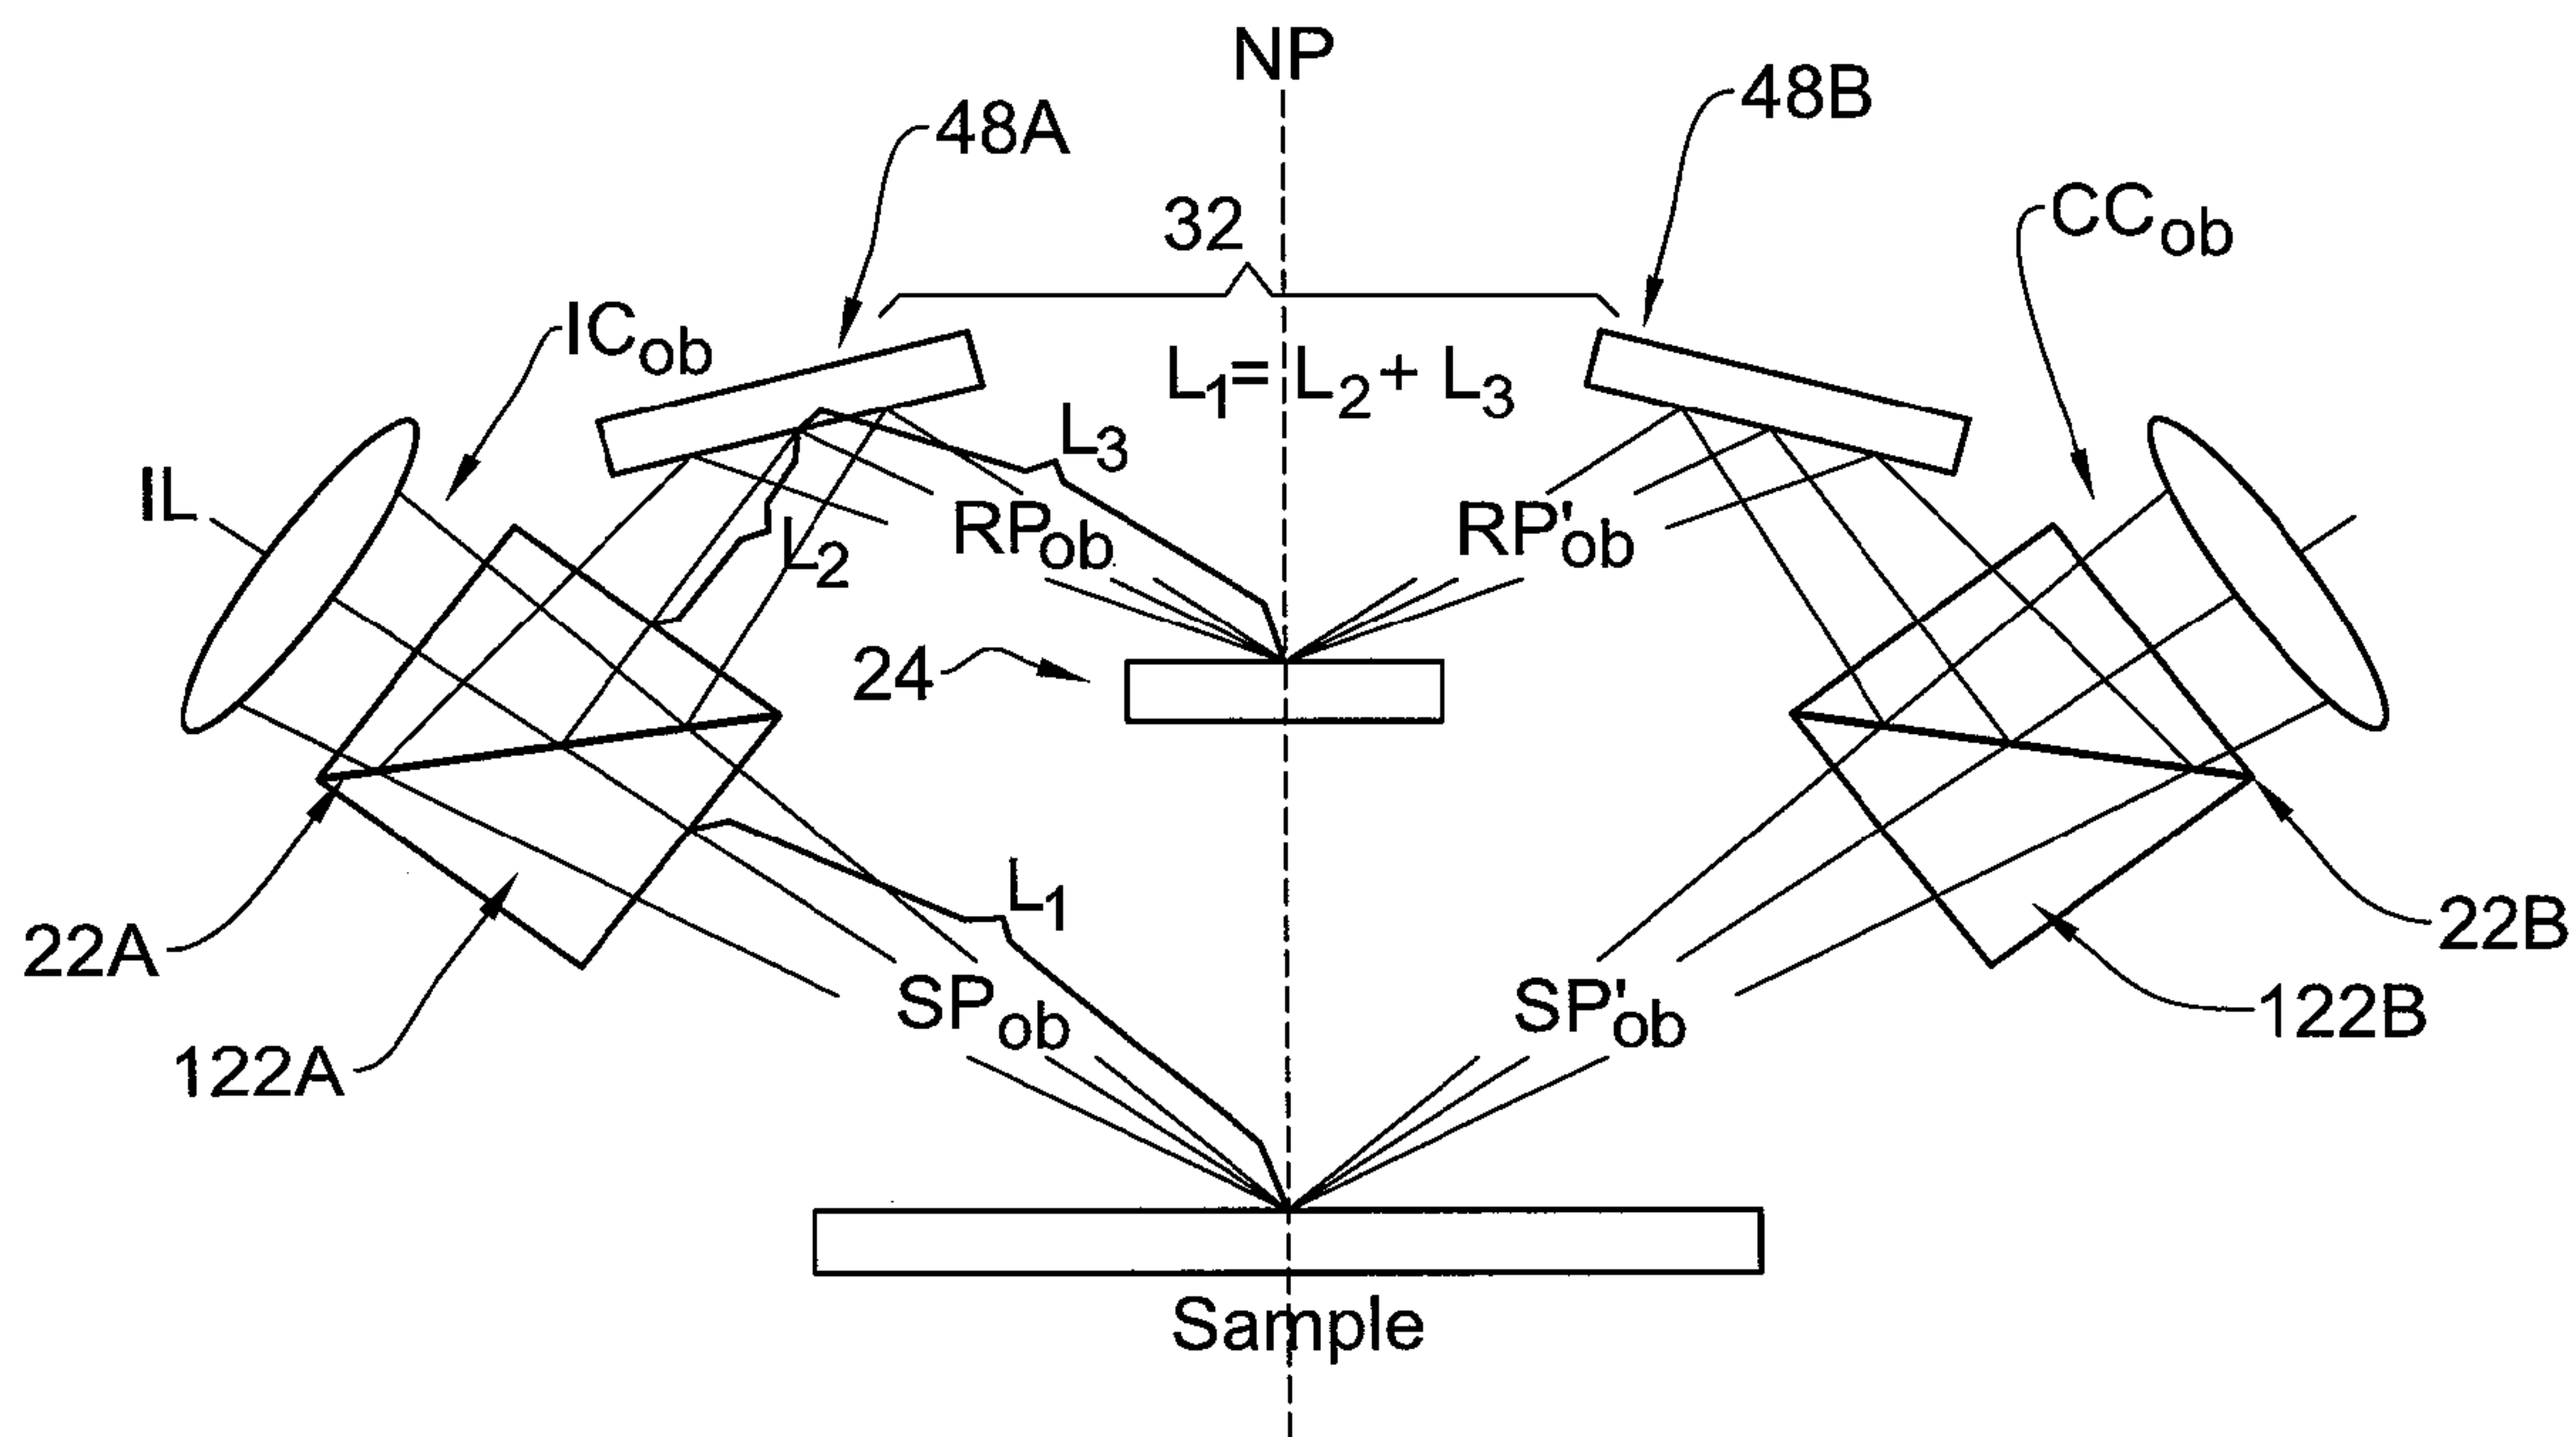 NP
48A
48B
32
CCob
ICob
L1= L2 + L3
L3
IL
RPob
RP'ob
L2
24
L1
22A
22B
SPob
SP'ob
122A
122B
Sample